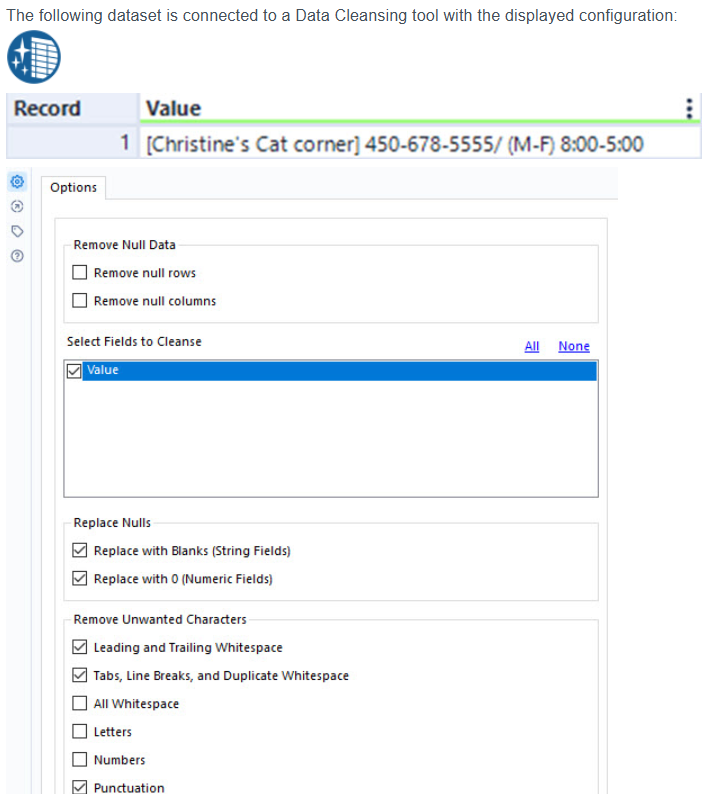 The following dataset is connected to a Data Cleansing tool with the displayed configuration:
Record Value
1 [Christine's Cat corner] 450-678-5555/ (M-F) 8:00-5:00
Options
Remove Null Data
Remove null rows
Remove null columns
Select Fields to Cleanse All None
Value
Replace Nulls
Replace with Blanks (String Fields)
Replace with 0 (Numeric Fields)
Remove Unwanted Characters
Leading and Trailing Whitespace
Tabs, Line Breaks, and Duplicate Whitespace
All Whitespace
Letters
Numbers
Punctuation